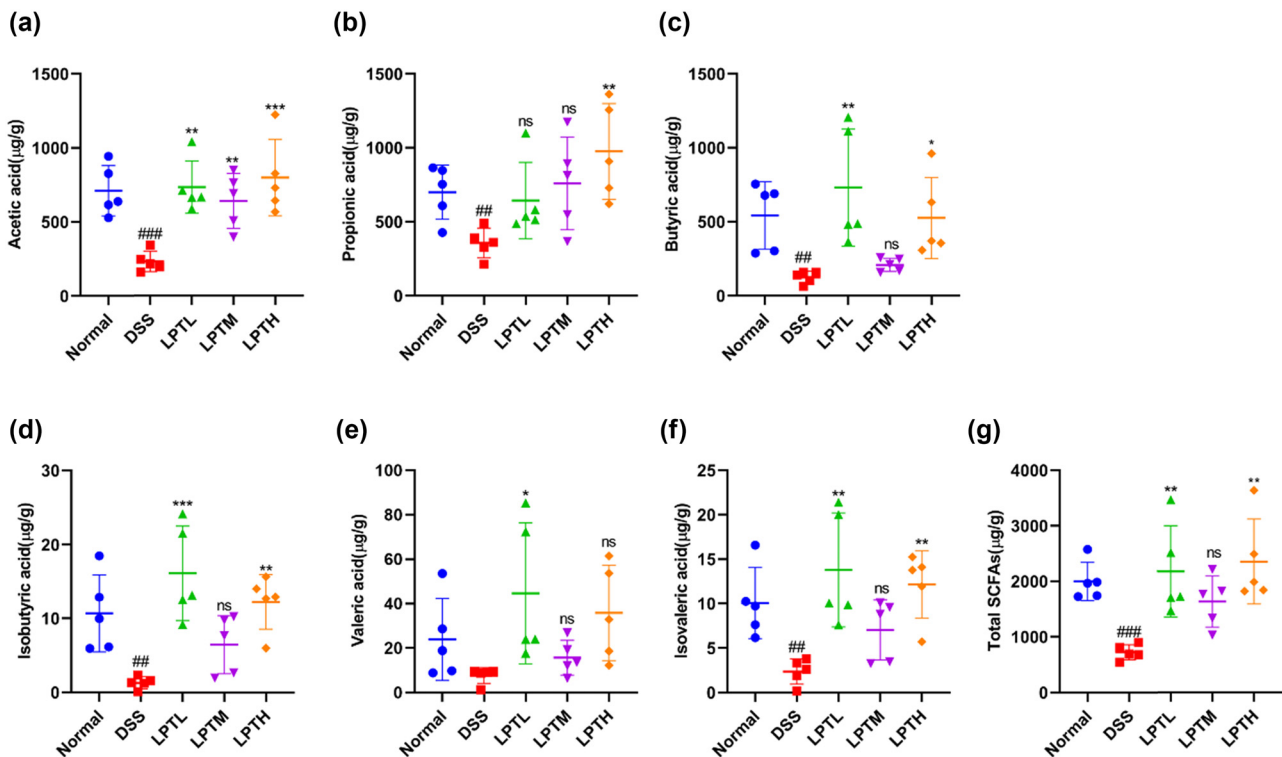 (a)
Acetic acid(μg/g)
1500
1000
500
0
###
**
**
***
Normal
DSS
LPTL
LPTM
LPTH
(b)
Propionic acid(μg/g)
1500
1000
500
0
##
ns
ns
**
Normal
DSS
LPTL
LPTM
LPTH
(c)
Butyric acid(μg/g)
1500
1000
500
0
##
**
ns
*
Normal
DSS
LPTL
LPTM
LPTH
(d)
Isobutyric acid(μg/g)
30
20
10
0
##
***
ns
**
Normal
DSS
LPTL
LPTM
LPTH
(e)
Valeric acid(μg/g)
100
80
60
40
20
0
*
ns
ns
Normal
DSS
LPTL
LPTM
LPTH
(f)
Isovaleric acid(μg/g)
25
20
15
10
5
0
##
**
ns
**
Normal
DSS
LPTL
LPTM
LPTH
(g)
Total SCFAs(μg/g)
4000
3000
2000
1000
0
###
**
ns
**
Normal
DSS
LPTL
LPTM
LPTH